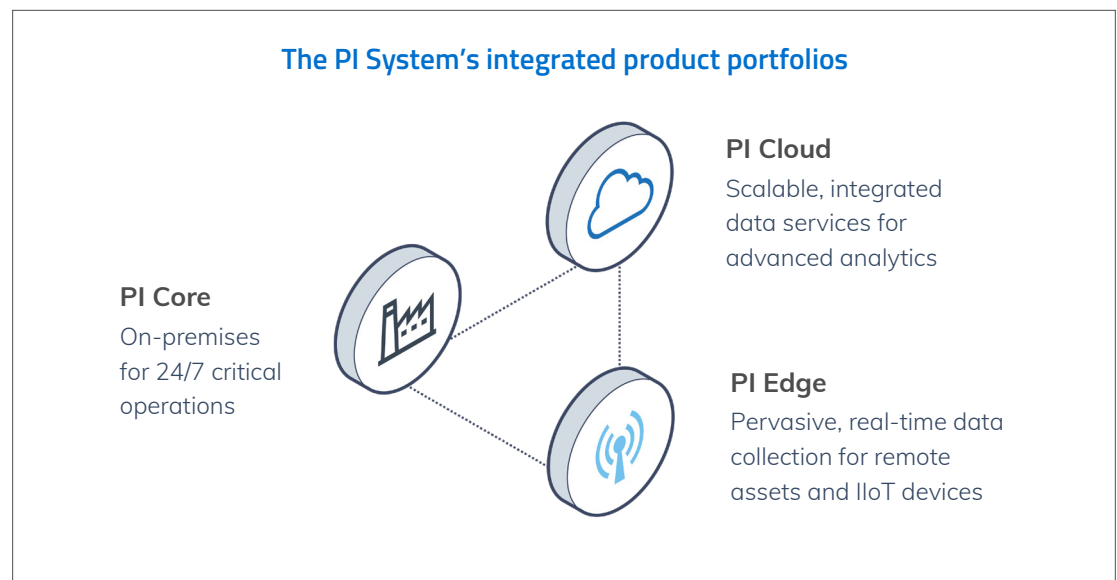 The PI System’s integrated product portfolios
PI Cloud
Scalable, integrated
data services for
advanced analytics
PI Core
On-premises
for 24/7 critical
operations
PI Edge
Pervasive, real-time data
collection for remote
assets and IIoT devices